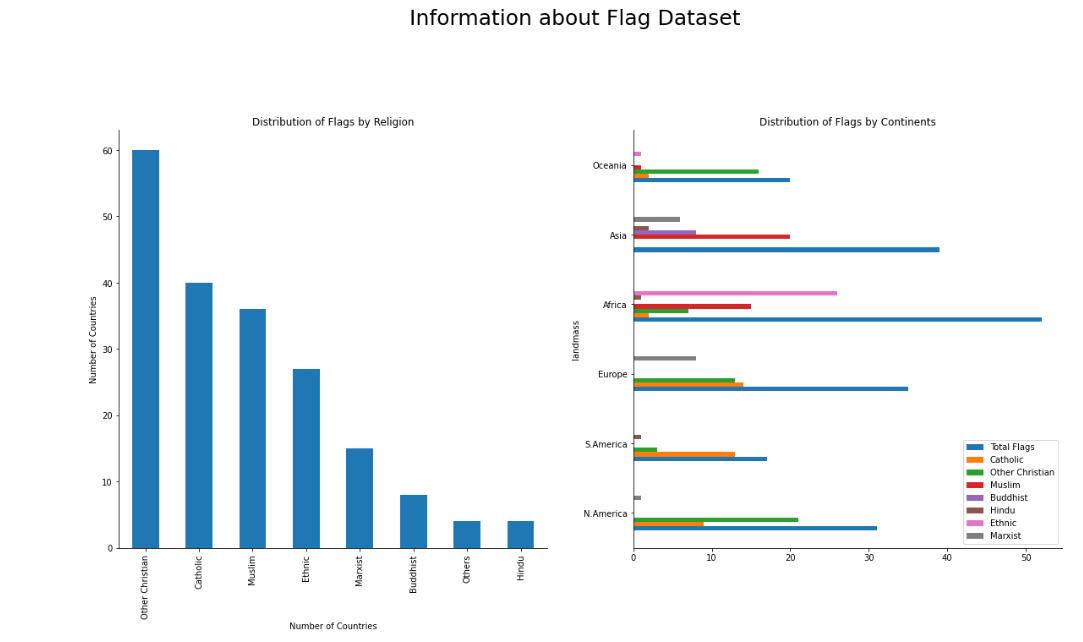 Information about Flag Dataset
Distribution of Flags by Religion
Number of Countries
60
50
40
30
20
10
0
Other Christian
Catholic
Muslim
Ethnic
Marxist
Buddhist
Others
Hindu
Number of Countries
Distribution of Flags by Continents
landmass
Oceania
Asia
Africa
Europe
S.America
N.America
0 10 20 30 40 50
Total Flags
Catholic
Other Christian
Muslim
Buddhist
Hindu
Ethnic
Marxist